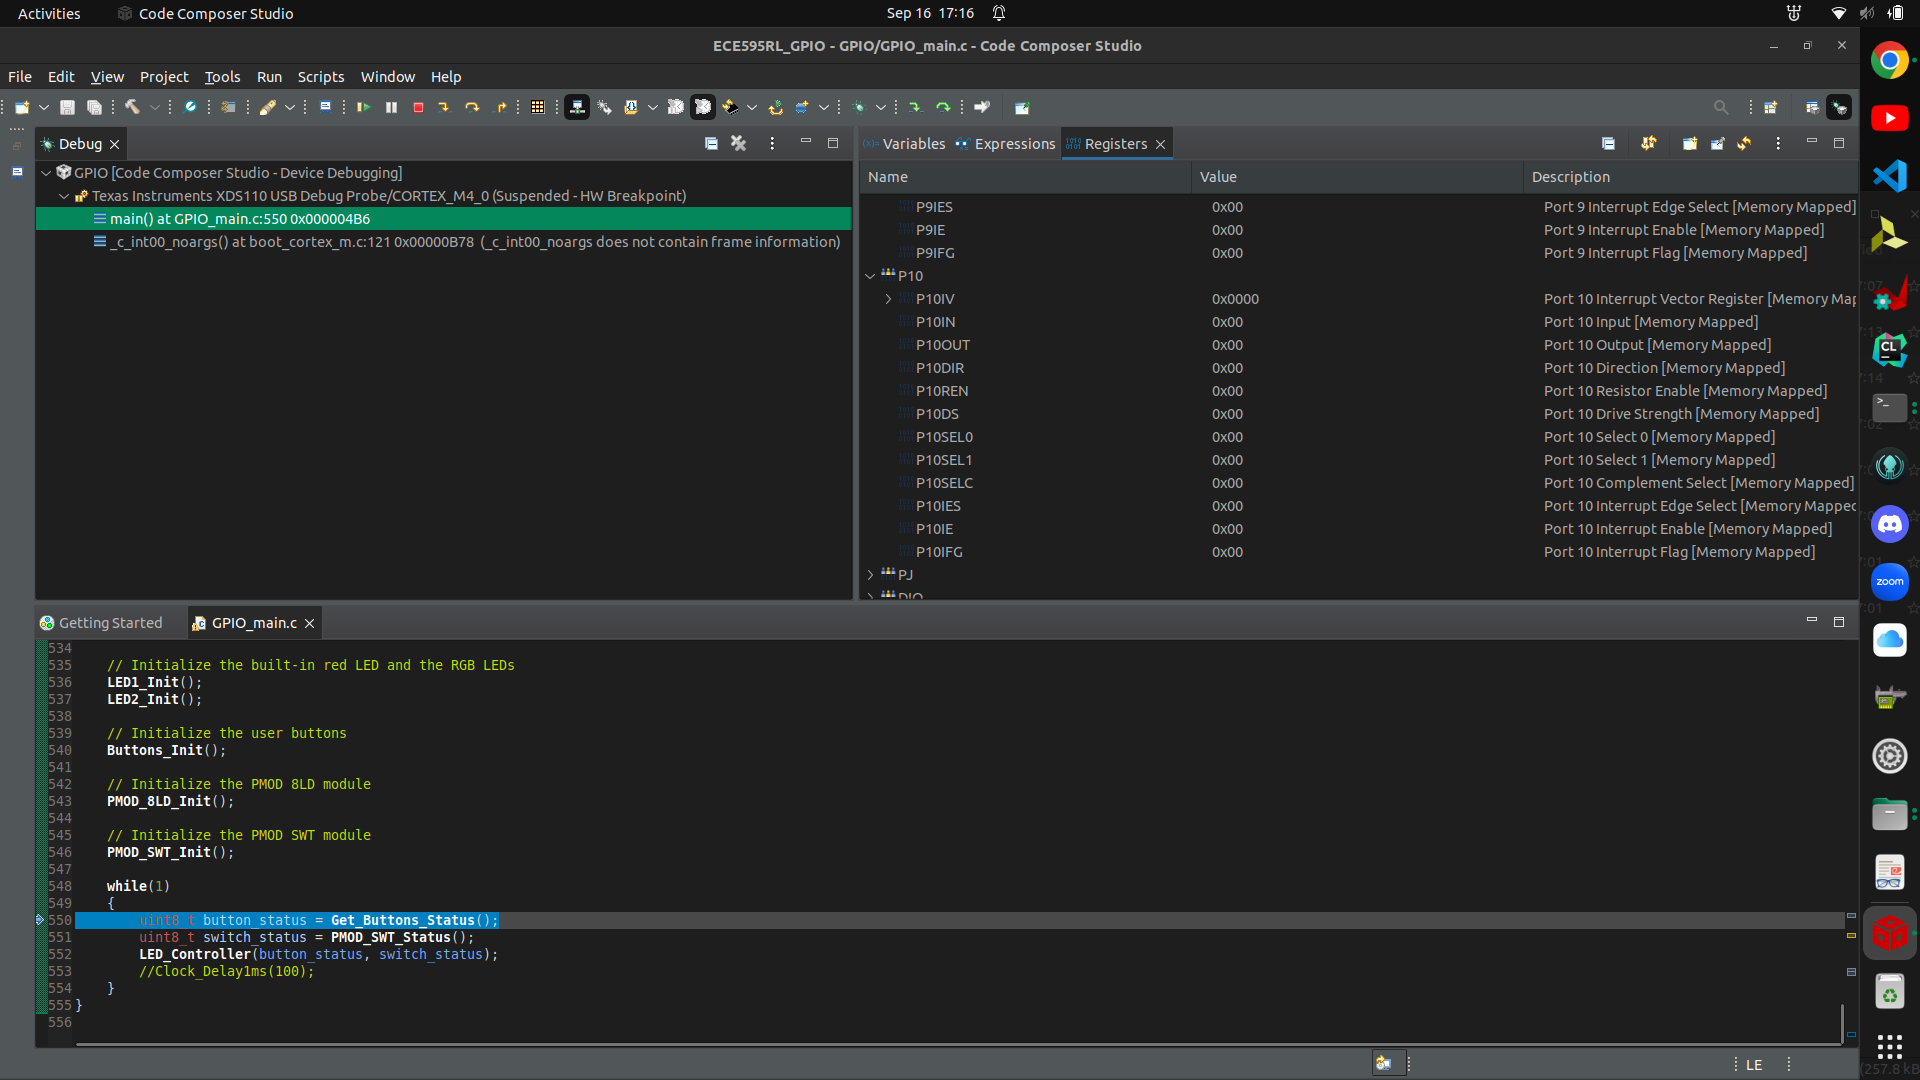 Activities
Code Composer Studio
Sep 16 17:16
ECE595RL_GPIO - GPIO/GPIO_main.c - Code Composer Studio
File Edit View Project Tools Run Scripts Window Help
Debug
GPIO [Code Composer Studio - Device Debugging]
Texas Instruments XDS110 USB Debug Probe/CORTEX_M4_0 (Suspended - HW Breakpoint)
main() at GPIO_main.c:550 0x000004B6
_c_int00_noargs() at boot_cortex_m.c:121 0x00000B78 (_c_int00_noargs does not contain frame information)
Variables Expressions Registers
Name Value Description
P9IES 0x00 Port 9 Interrupt Edge Select [Memory Mapped]
P9IE 0x00 Port 9 Interrupt Enable [Memory Mapped]
P9IFG 0x00 Port 9 Interrupt Flag [Memory Mapped]
P10
P10IV 0x0000 Port 10 Interrupt Vector Register [Memory Map
P10IN 0x00 Port 10 Input [Memory Mapped]
P10OUT 0x00 Port 10 Output [Memory Mapped]
P10DIR 0x00 Port 10 Direction [Memory Mapped]
P10REN 0x00 Port 10 Resistor Enable [Memory Mapped]
P10DS 0x00 Port 10 Drive Strength [Memory Mapped]
P10SEL0 0x00 Port 10 Select 0 [Memory Mapped]
P10SEL1 0x00 Port 10 Select 1 [Memory Mapped]
P10SELC 0x00 Port 10 Complement Select [Memory Mapped]
P10IES 0x00 Port 10 Interrupt Edge Select [Memory Mapped
P10IE 0x00 Port 10 Interrupt Enable [Memory Mapped]
P10IFG 0x00 Port 10 Interrupt Flag [Memory Mapped]
PJ
DIO
Getting Started
GPIO_main.c
534
535 // Initialize the built-in red LED and the RGB LEDs
536 LED1_Init();
537 LED2_Init();
538
539 // Initialize the user buttons
540 Buttons_Init();
541
542 // Initialize the PMOD 8LD module
543 PMOD_8LD_Init();
544
545 // Initialize the PMOD SWT module
546 PMOD_SWT_Init();
547
548 while(1)
549 {
550 uint8_t button_status = Get_Buttons_Status();
551 uint8_t switch_status = PMOD_SWT_Status();
552 LED_Controller(button_status, switch_status);
553 //Clock_Delay1ms(100);
554 }
555 }
556
LE
CL
zoom
(257.8 kB